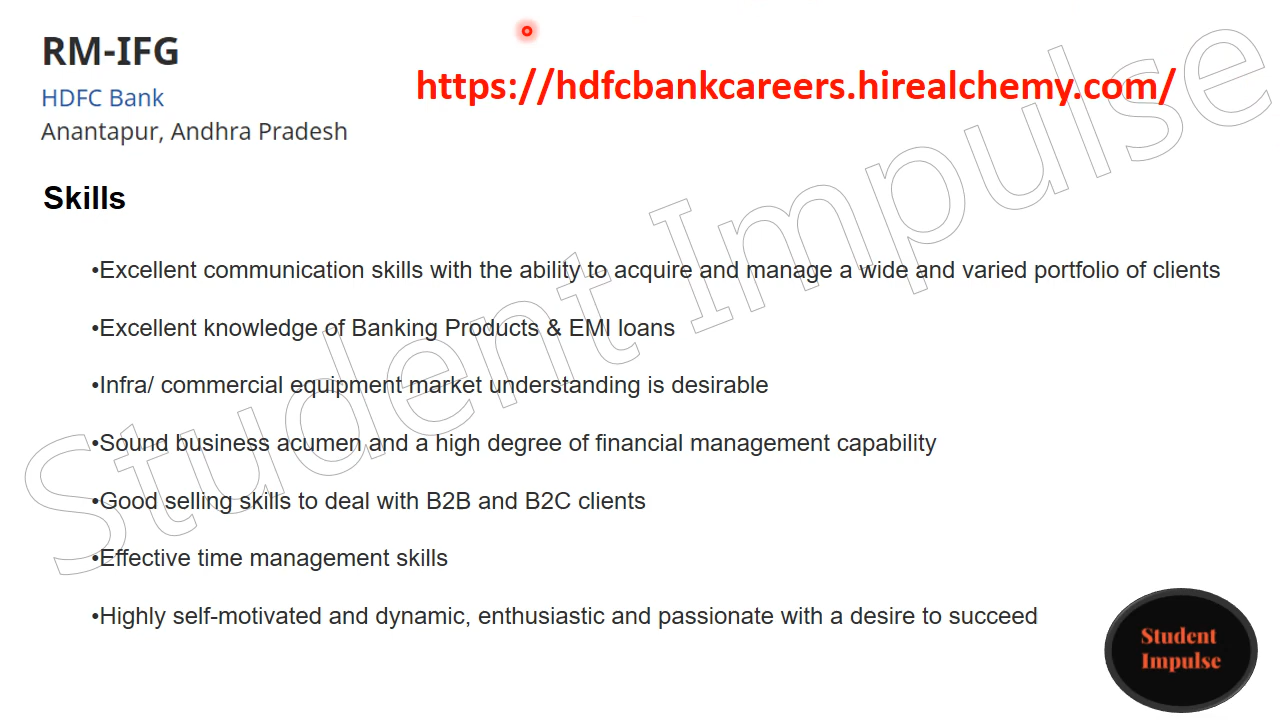 RM-IFG
HDFC Bank
Anantapur, Andhra Pradesh
https://hdfcbankcareers.hirealchemy.com/
Skills
•Excellent communication skills with the ability to acquire and manage a wide and varied portfolio of clients
•Excellent knowledge of Banking Products & EMI loans
•Infra/ commercial equipment market understanding is desirable
•Sound business acumen and a high degree of financial management capability
•Good selling skills to deal with B2B and B2C clients
•Effective time management skills
•Highly self-motivated and dynamic, enthusiastic and passionate with a desire to succeed
Student Impulse
Student
Impulse